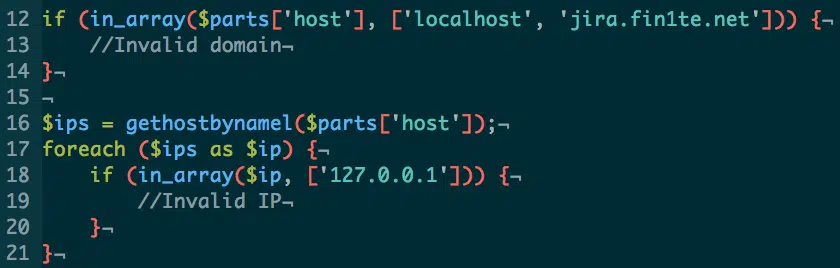 12 if (in_array($parts['host'], ['localhost', 'jira.fin1te.net'])) {¬
13     //Invalid domain¬
14 }¬
15 ¬
16 $ips = gethostbynamel($parts['host']);¬
17 foreach ($ips as $ip) {¬
18     if (in_array($ip, ['127.0.0.1'])) {¬
19         //Invalid IP¬
20     }¬
21 }¬